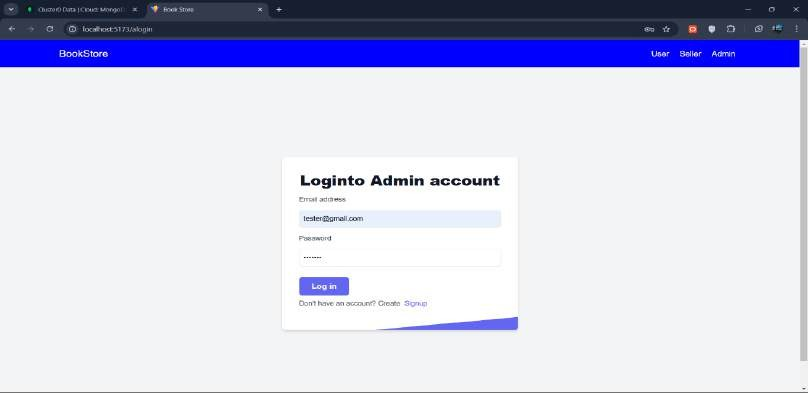 Cluster0 Data | Cloud: MongoD
Book Store
localhost:5173/alogin
BookStore
User Seller Admin
Loginto Admin account
Email address
tester@gmail.com
Password
Log in
Don't have an account? Create Signup